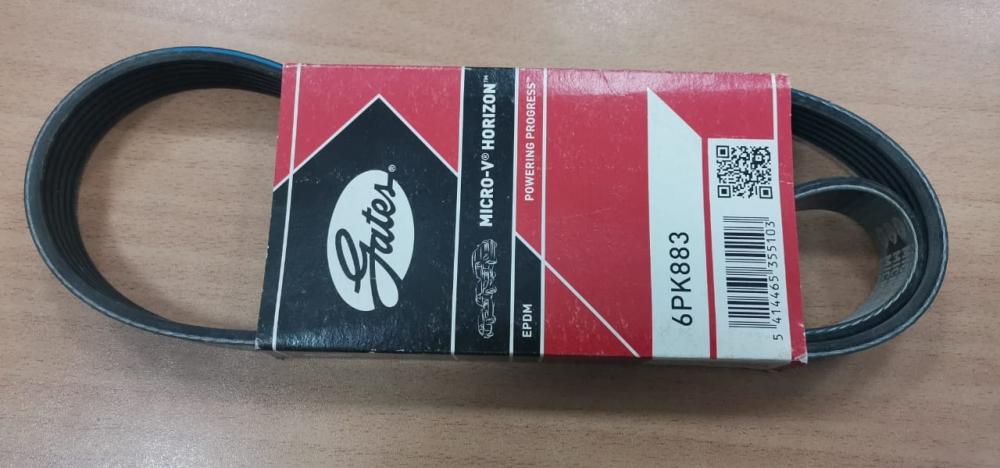 Gates®
MICRO-V® HORIZON™
EPDM
POWERING PROGRESS™
6PK883
5 414465 355103